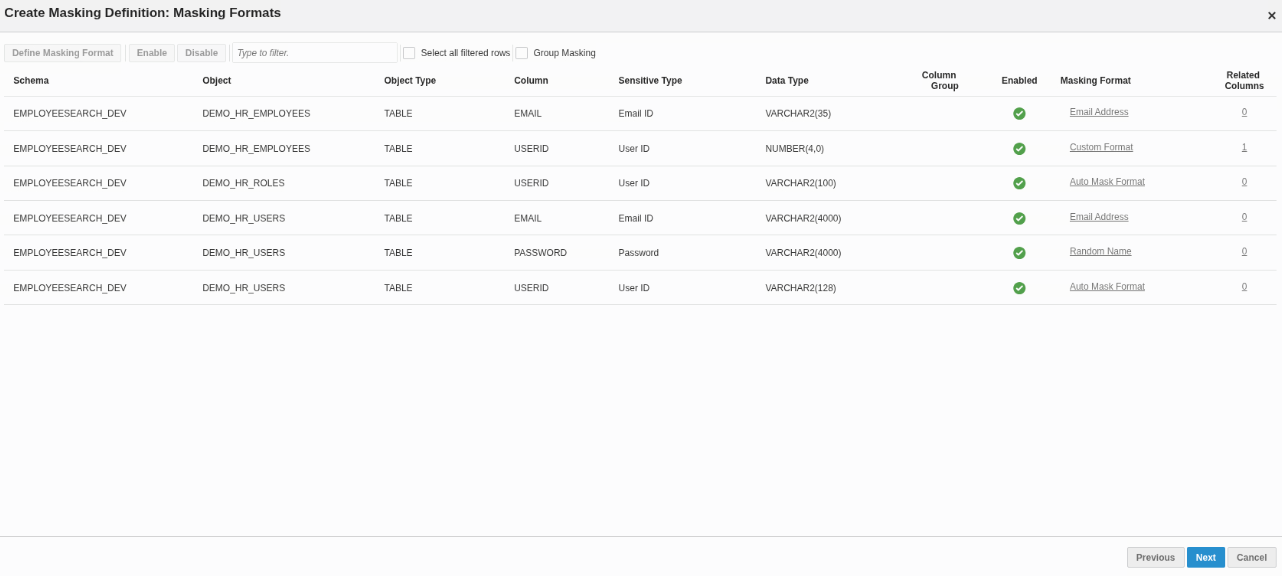 Create Masking Definition: Masking Formats
Define Masking Format Enable Disable Type to filter. Select all filtered rows Group Masking
Schema Object Object Type Column Sensitive Type Data Type Column Group Enabled Masking Format Related Columns
EMPLOYEESEARCH_DEV DEMO_HR_EMPLOYEES TABLE EMAIL Email ID VARCHAR2(35) Email Address 0
EMPLOYEESEARCH_DEV DEMO_HR_EMPLOYEES TABLE USERID User ID NUMBER(4,0) Custom Format 1
EMPLOYEESEARCH_DEV DEMO_HR_ROLES TABLE USERID User ID VARCHAR2(100) Auto Mask Format 0
EMPLOYEESEARCH_DEV DEMO_HR_USERS TABLE EMAIL Email ID VARCHAR2(4000) Email Address 0
EMPLOYEESEARCH_DEV DEMO_HR_USERS TABLE PASSWORD Password VARCHAR2(4000) Random Name 0
EMPLOYEESEARCH_DEV DEMO_HR_USERS TABLE USERID User ID VARCHAR2(128) Auto Mask Format 0
Previous Next Cancel